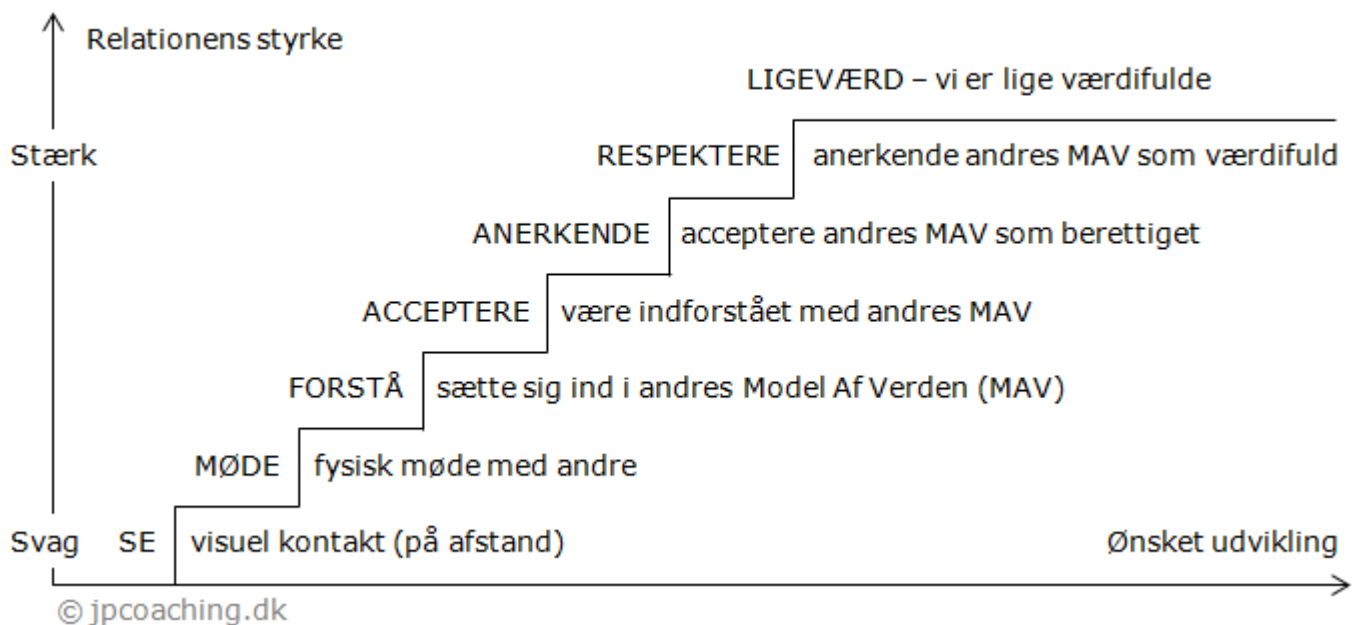 Relationens styrke
LIGEVÆRD – vi er lige værdifulde
Stærk RESPEKTERE anerkende andres MAV som værdifuld
ANERKENDE acceptere andres MAV som berettiget
ACCEPTERE være indforstået med andres MAV
FORSTÅ sætte sig ind i andres Model Af Verden (MAV)
MØDE fysisk møde med andre
Svag SE visuel kontakt (på afstand) Ønsket udvikling
© jpcoaching.dk